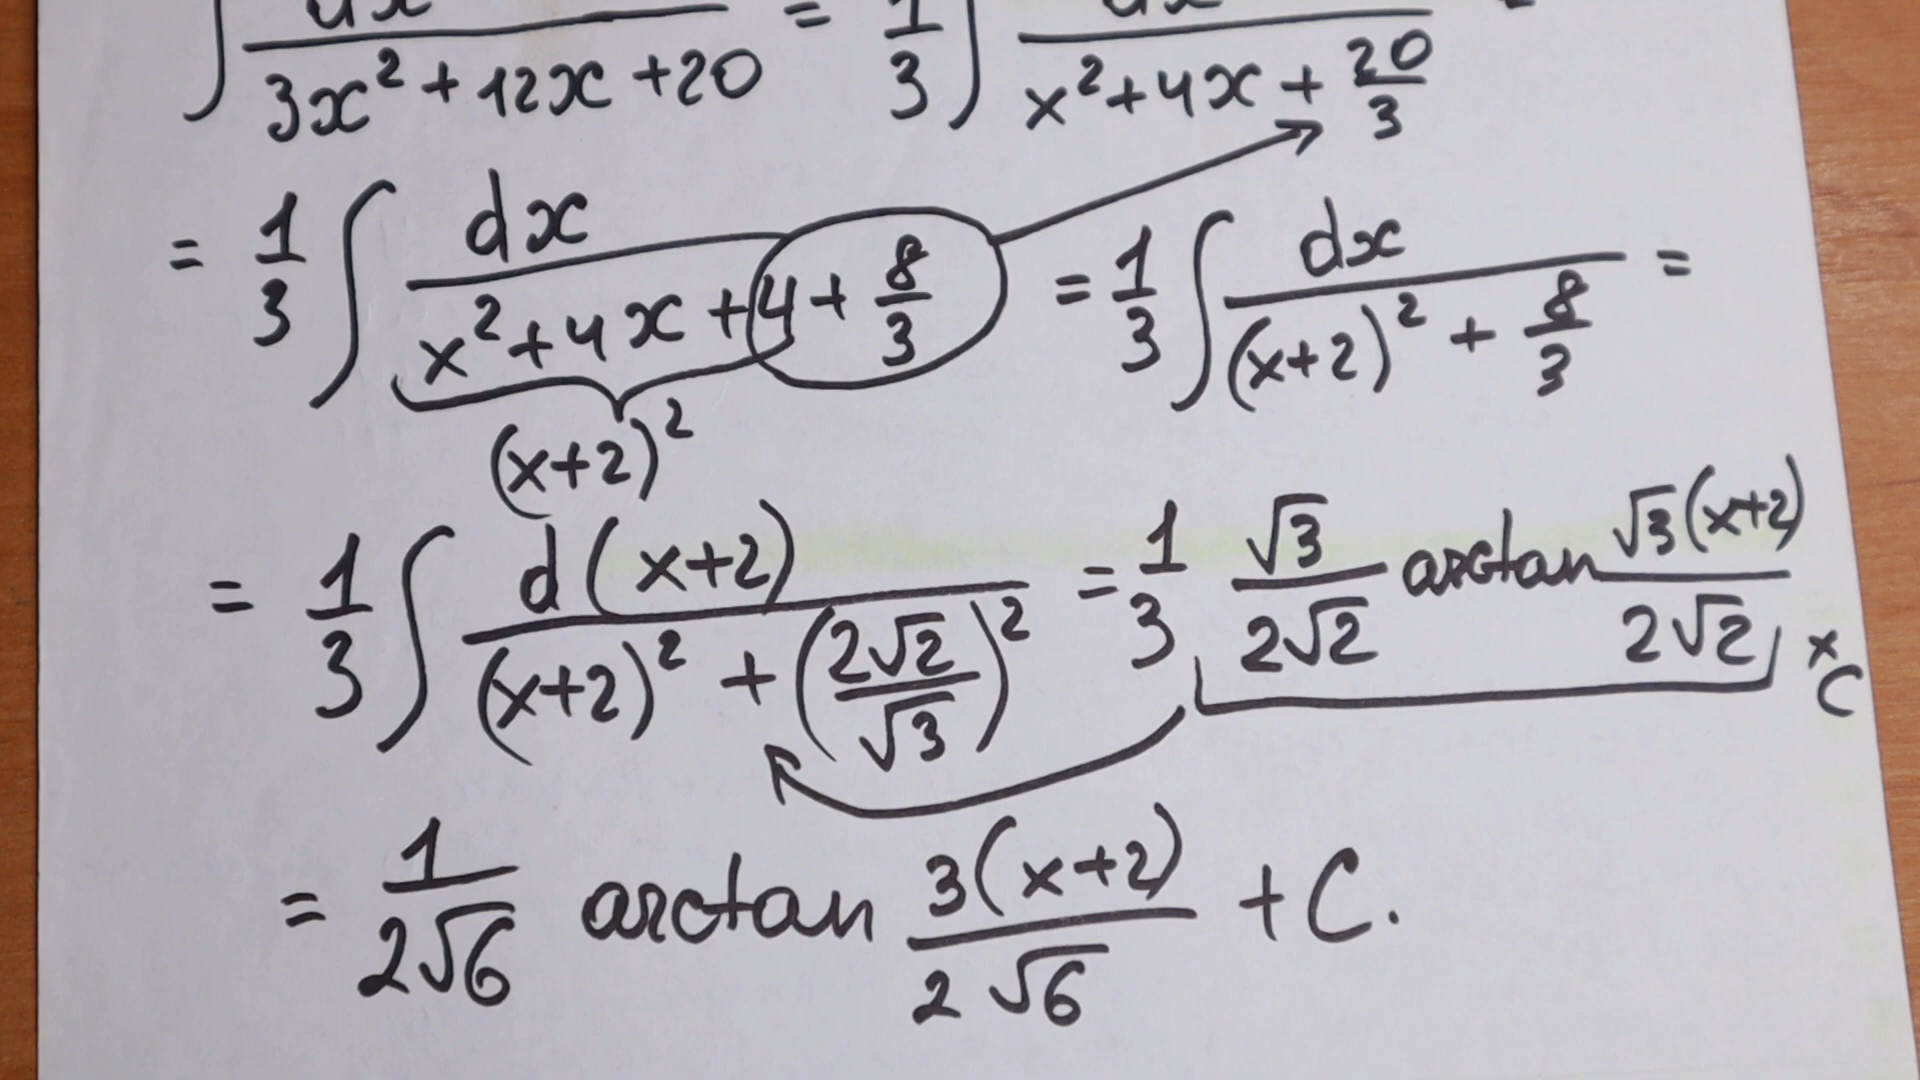 ∫ dx / (3x² + 12x + 20) = 1/3 ∫ dx / (x² + 4x + 20/3) =
= 1/3 ∫ dx / (x² + 4x + 4 + 8/3) = 1/3 ∫ dx / ((x+2)² + 8/3) =
(x+2)²
= 1/3 ∫ d(x+2) / ((x+2)² + (2√2/√3)²) = 1/3 √3/(2√2) arctan √3(x+2)/(2√2) + C
= 1/(2√6) arctan 3(x+2)/(2√6) + C.